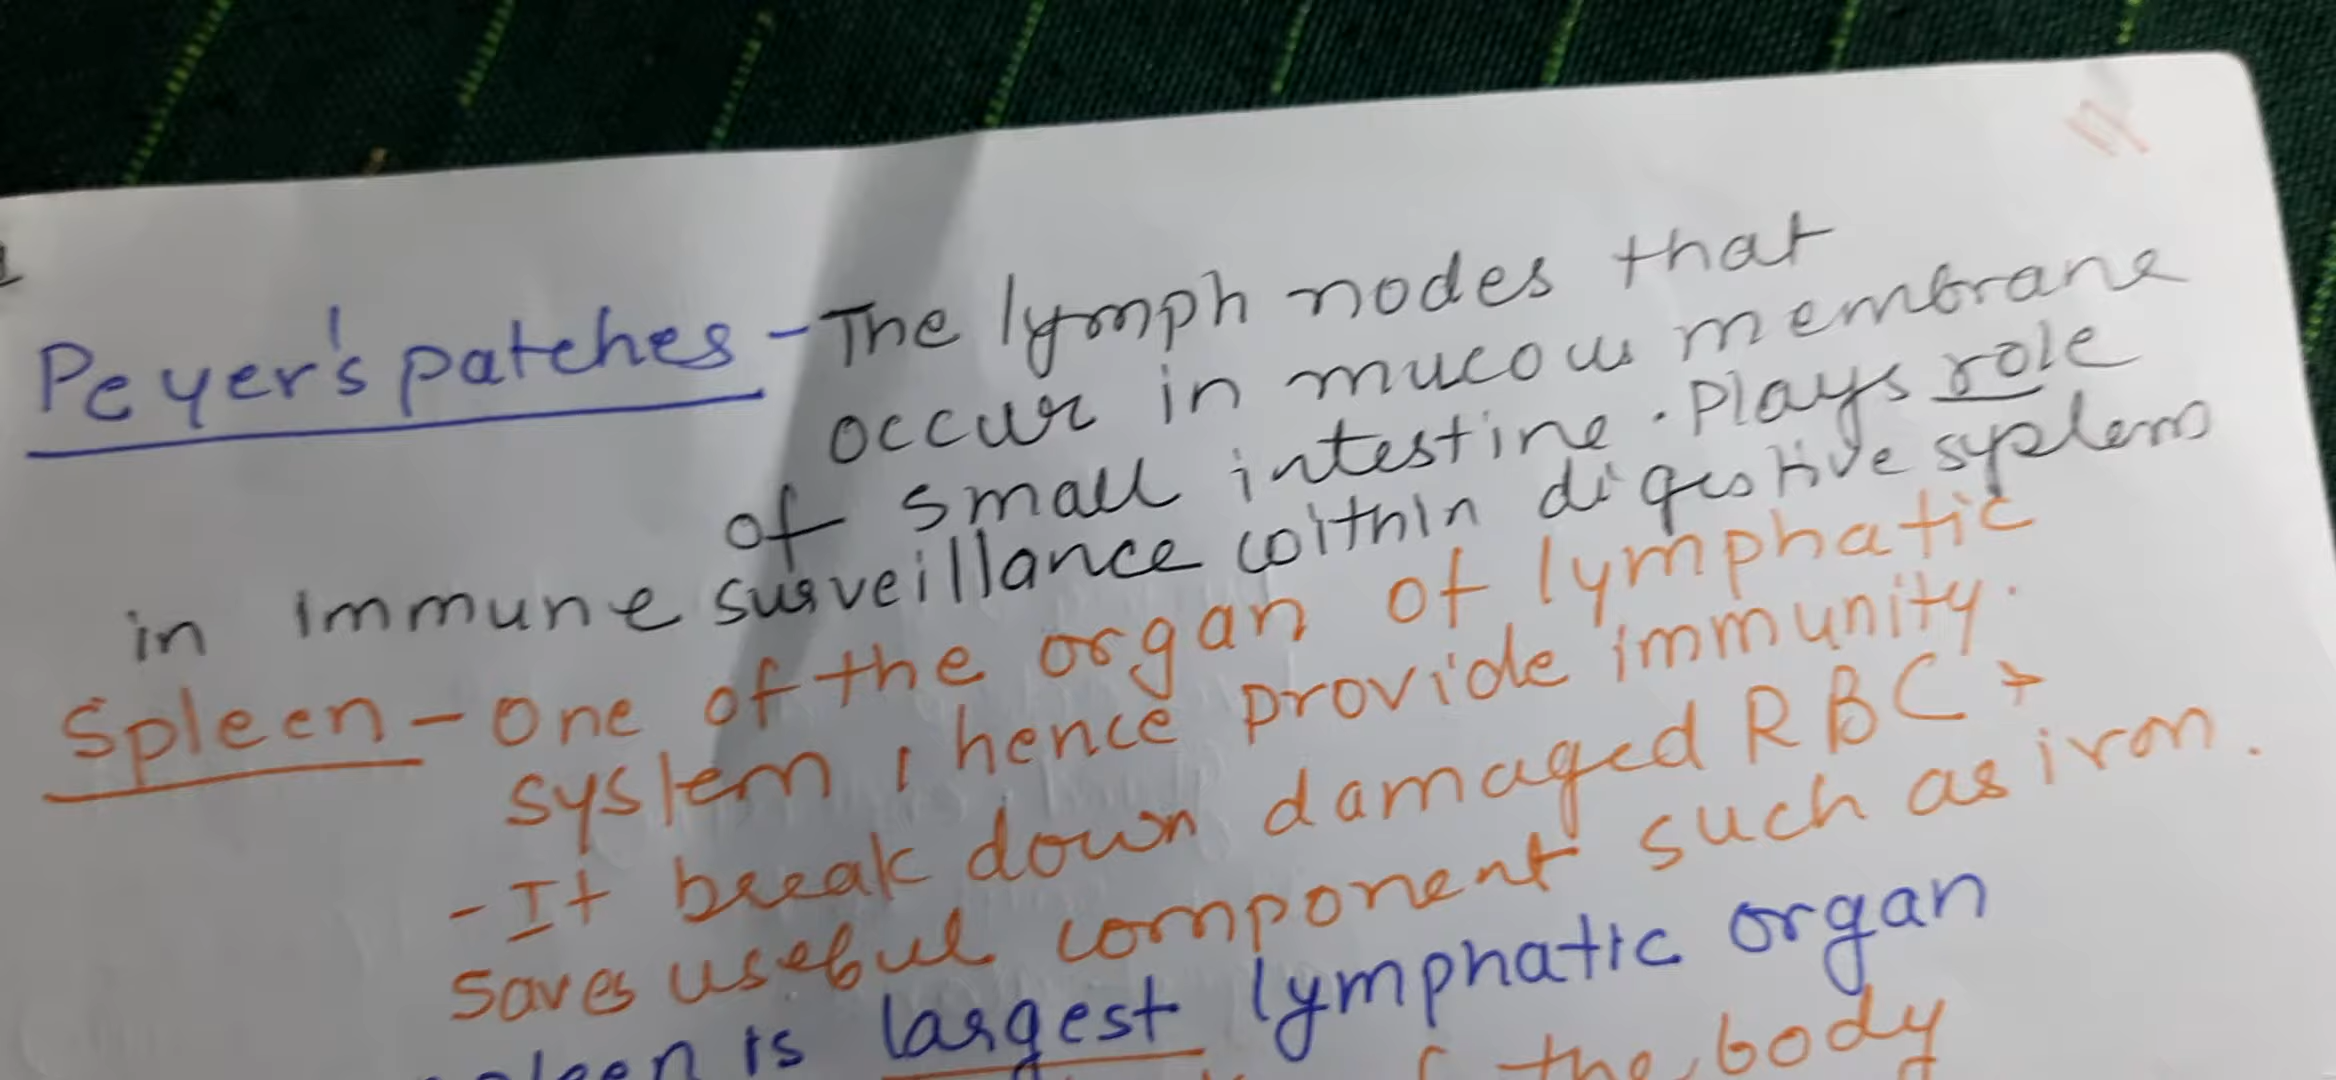 Peyer's patches - The lymph nodes that
occur in mucous membrane
of small intestine. Plays role
in immune surveillance within digestive system
Spleen - One of the organ of lymphatic
system, hence provide immunity.
- It break down damaged RBC &
saves useful component such as iron.
is largest lymphatic organ
the body